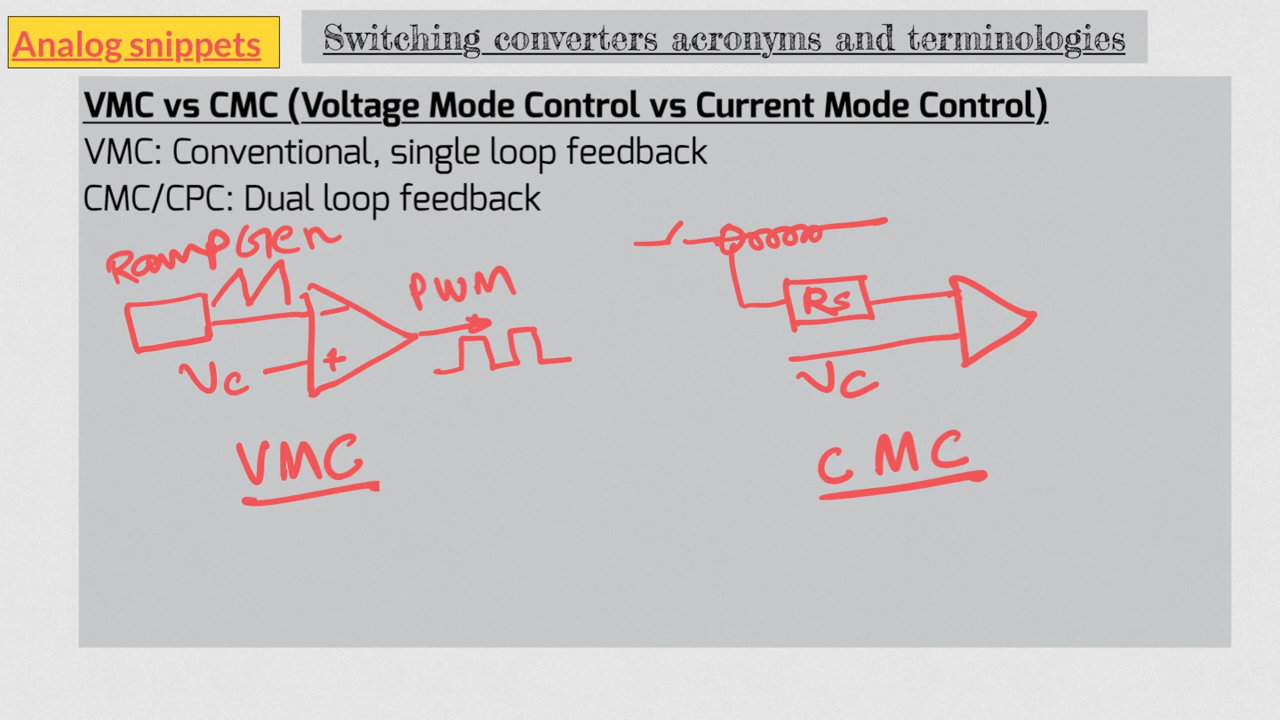 Analog snippets
Switching converters acronyms and terminologies
VMC vs CMC (Voltage Mode Control vs Current Mode Control)
VMC: Conventional, single loop feedback
CMC/CPC: Dual loop feedback
Ramp Gen
PWM
Rs
-
+
Vc
Vc
VMC
CMC